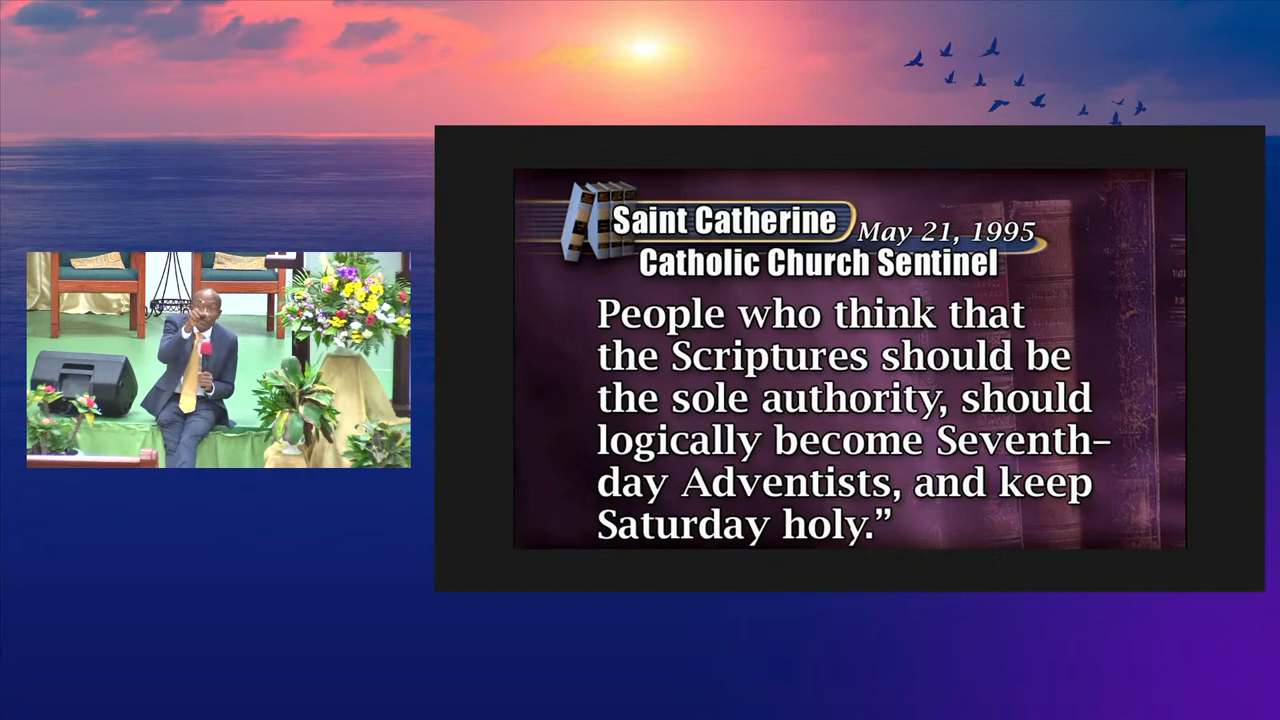 Saint Catherine
May 21, 1995
Catholic Church Sentinel
People who think that
the Scriptures should be
the sole authority, should
logically become Seventh-
day Adventists, and keep
Saturday holy.”